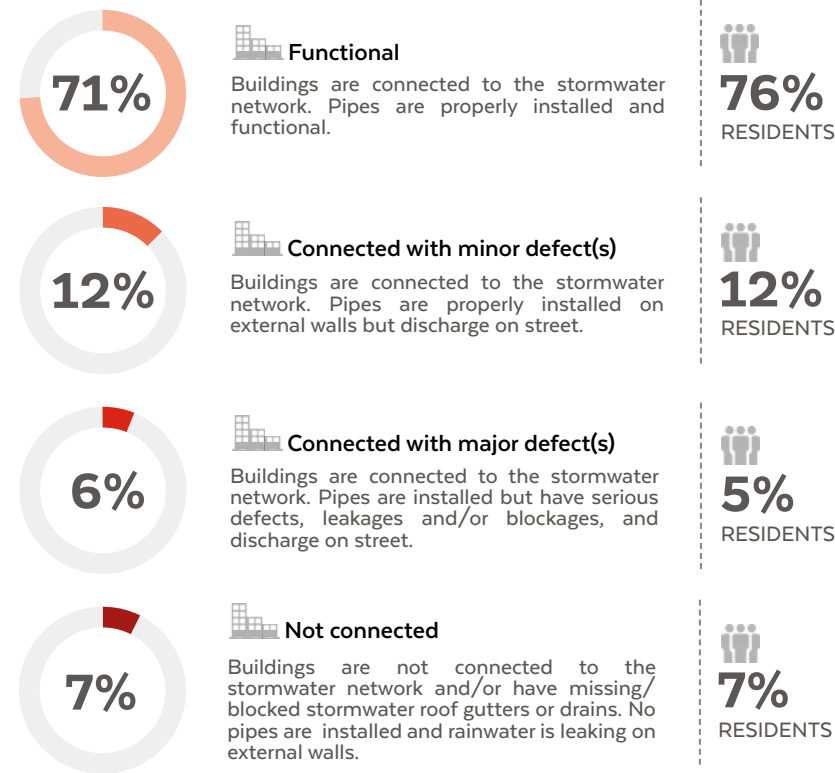 71%
Functional
Buildings are connected to the stormwater
network. Pipes are properly installed and
functional.
76%
RESIDENTS
12%
Connected with minor defect(s)
Buildings are connected to the stormwater
network. Pipes are properly installed on
external walls but discharge on street.
12%
RESIDENTS
6%
Connected with major defect(s)
Buildings are connected to the stormwater
network. Pipes are installed but have serious
defects, leakages and/or blockages, and
discharge on street.
5%
RESIDENTS
7%
Not connected
Buildings are not connected to the
stormwater network and/or have missing/
blocked stormwater roof gutters or drains. No
pipes are installed and rainwater is leaking on
external walls.
7%
RESIDENTS